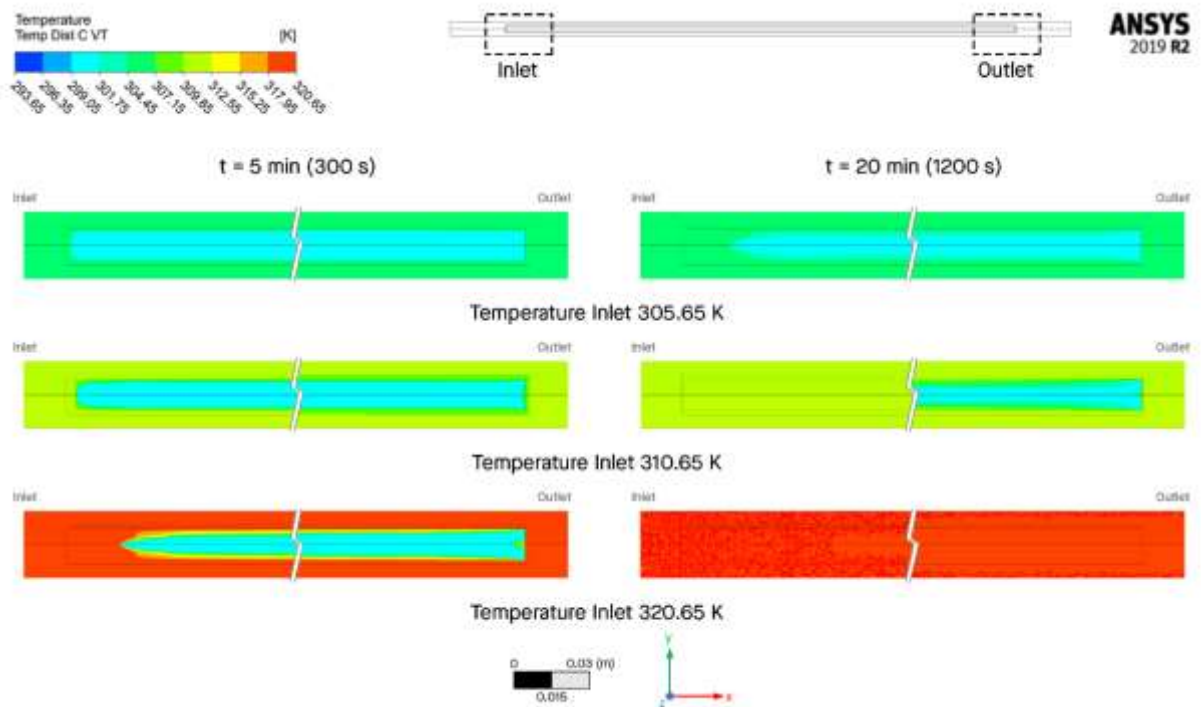 Temperature
Temp Dist C VT
[K]
293.65 296.35 299.05 301.75 304.45 307.15 309.85 312.55 315.25 317.95 320.65
Inlet
Outlet
ANSYS
2019 R2
t = 5 min (300 s)
t = 20 min (1200 s)
Inlet Outlet Inlet Outlet
Temperature Inlet 305.65 K
Inlet Outlet Inlet Outlet
Temperature Inlet 310.65 K
Inlet Outlet Inlet Outlet
Temperature Inlet 320.65 K
0 0.03 (m)
0.015
Y
Z
X